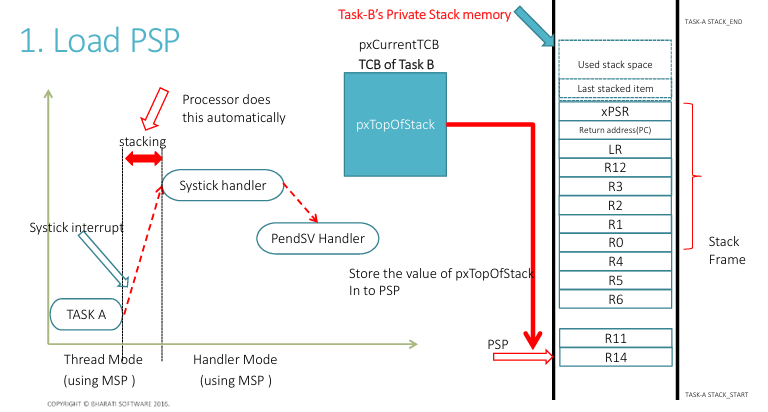 Task-B's Private Stack memory
TASK-A STACK_END
1. Load PSP
pxCurrentTCB
TCB of Task B
Used stack space
Last stacked item
Processor does
this automatically
pxTopOfStack
xPSR
Return address(PC)
stacking
LR
R12
Systick handler
R3
R2
Systick interrupt
R1
PendSV Handler
R0
Stack
Frame
R4
Store the value of pxTopOfStack
In to PSP
R5
R6
TASK A
R11
PSP
R14
Thread Mode
(using MSP )
Handler Mode
(using MSP )
TASK-A STACK_START
COPYRIGHT © BHARATI SOFTWARE 2016.